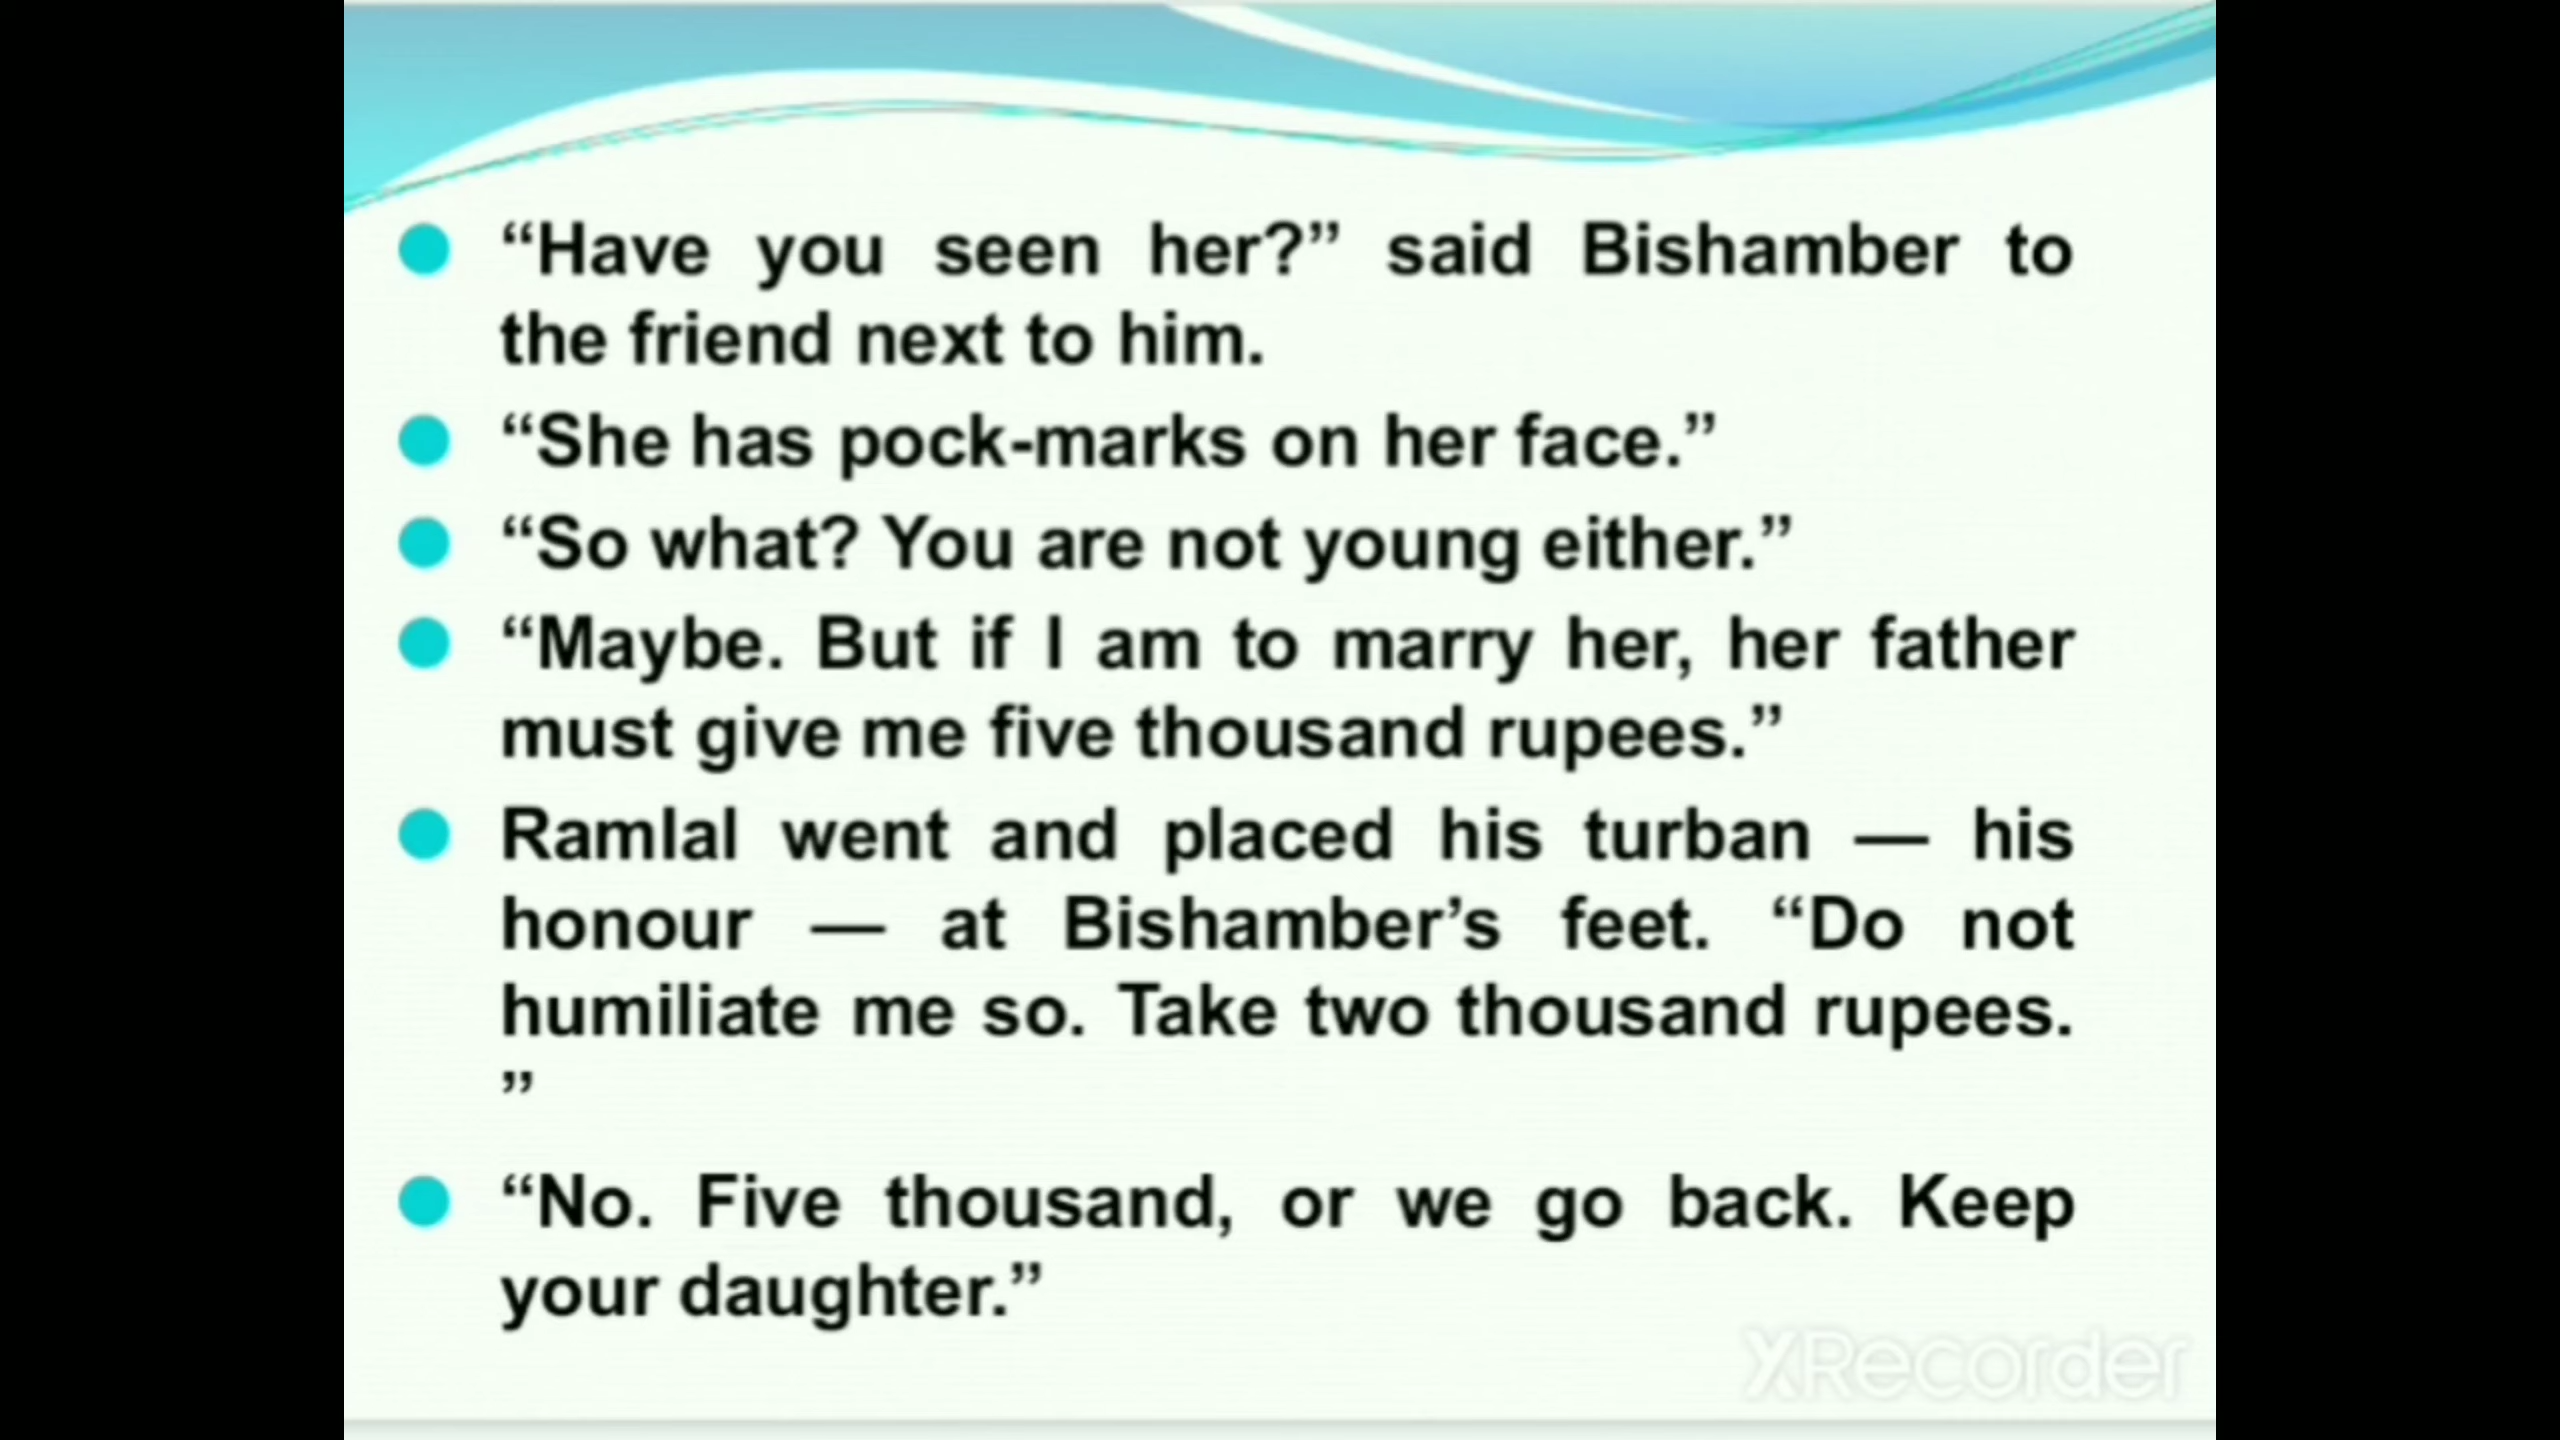 “Have you seen her?” said Bishamber to
the friend next to him.
“She has pock-marks on her face.”
“So what? You are not young either.”
“Maybe. But if I am to marry her, her father
must give me five thousand rupees.”
Ramlal went and placed his turban — his
honour — at Bishamber’s feet. “Do not
humiliate me so. Take two thousand rupees.
”
“No. Five thousand, or we go back. Keep
your daughter.”
XRecorder